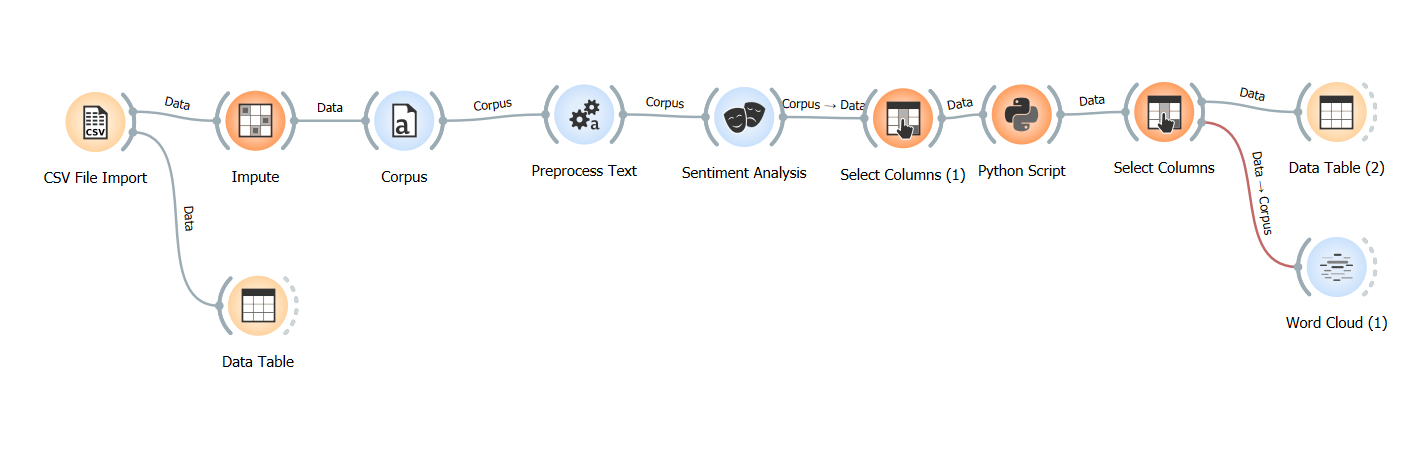 Data
Data
Corpus
Corpus
Corpus → Data
Data
Data
Data
CSV
a
a
CSV File Import
Impute
Corpus
Preprocess Text
Sentiment Analysis
Select Columns (1)
Python Script
Select Columns
Data Table (2)
Data
Data → Corpus
Data Table
Word Cloud (1)